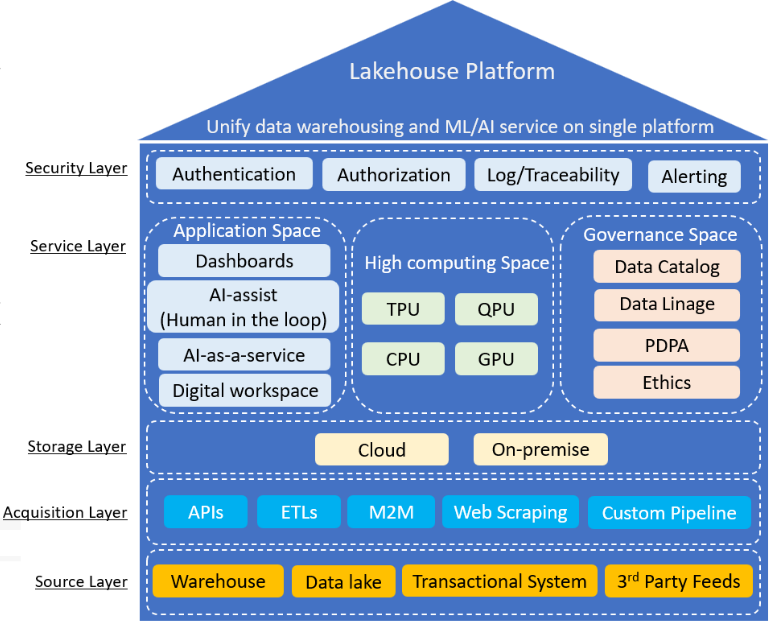 Lakehouse Platform
Unify data warehousing and ML/AI service on single platform
Security Layer
Authentication
Authorization
Log/Traceability
Alerting
Service Layer
Application Space
Dashboards
AI-assist
(Human in the loop)
AI-as-a-service
Digital workspace
High computing Space
TPU
QPU
CPU
GPU
Governance Space
Data Catalog
Data Linage
PDPA
Ethics
Storage Layer
Cloud
On-premise
Acquisition Layer
APIs
ETLs
M2M
Web Scraping
Custom Pipeline
Source Layer
Warehouse
Data lake
Transactional System
3rd Party Feeds